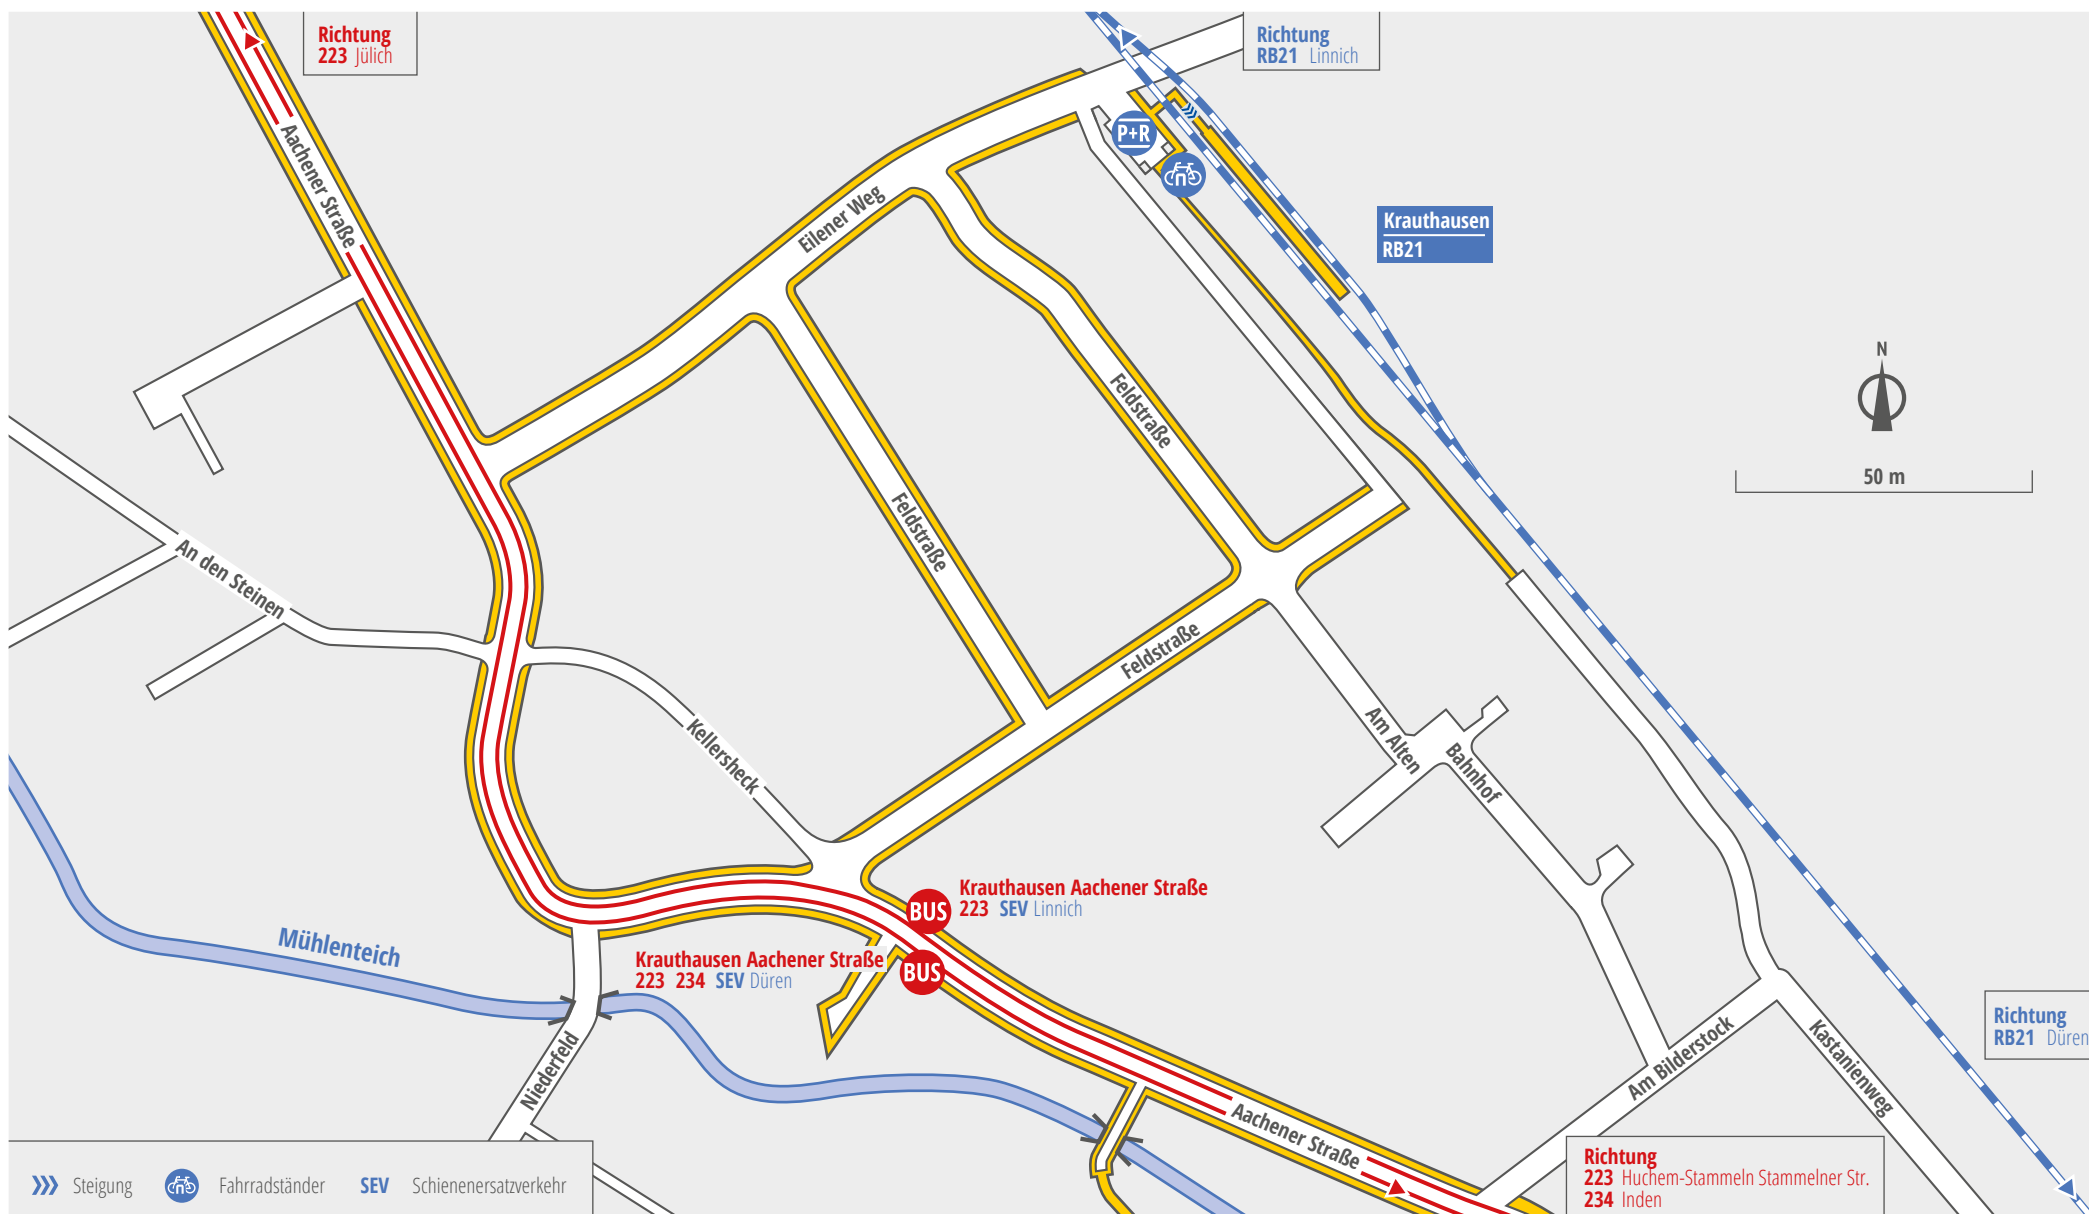 Richtung
223 Jülich
Richtung
RB21 Linnich
P+R
Aachener Straße
Eilener Weg
Krauthausen
RB21
N
50 m
Feldstraße
Feldstraße
An den Steinen
Feldstraße
Kellersheck
Am Alten
Bahnhof
Krauthausen Aachener Straße
223 SEV Linnich
BUS
Mühlenteich
Krauthausen Aachener Straße
223 234 SEV Düren
BUS
Niederfeld
Am Bilderstock
Kastanienweg
Richtung
RB21 Düren
Aachener Straße
Richtung
223 Huchem-Stammeln Stammelner Str.
234 Inden
Steigung
Fahrradständer
SEV Schienenersatzverkehr